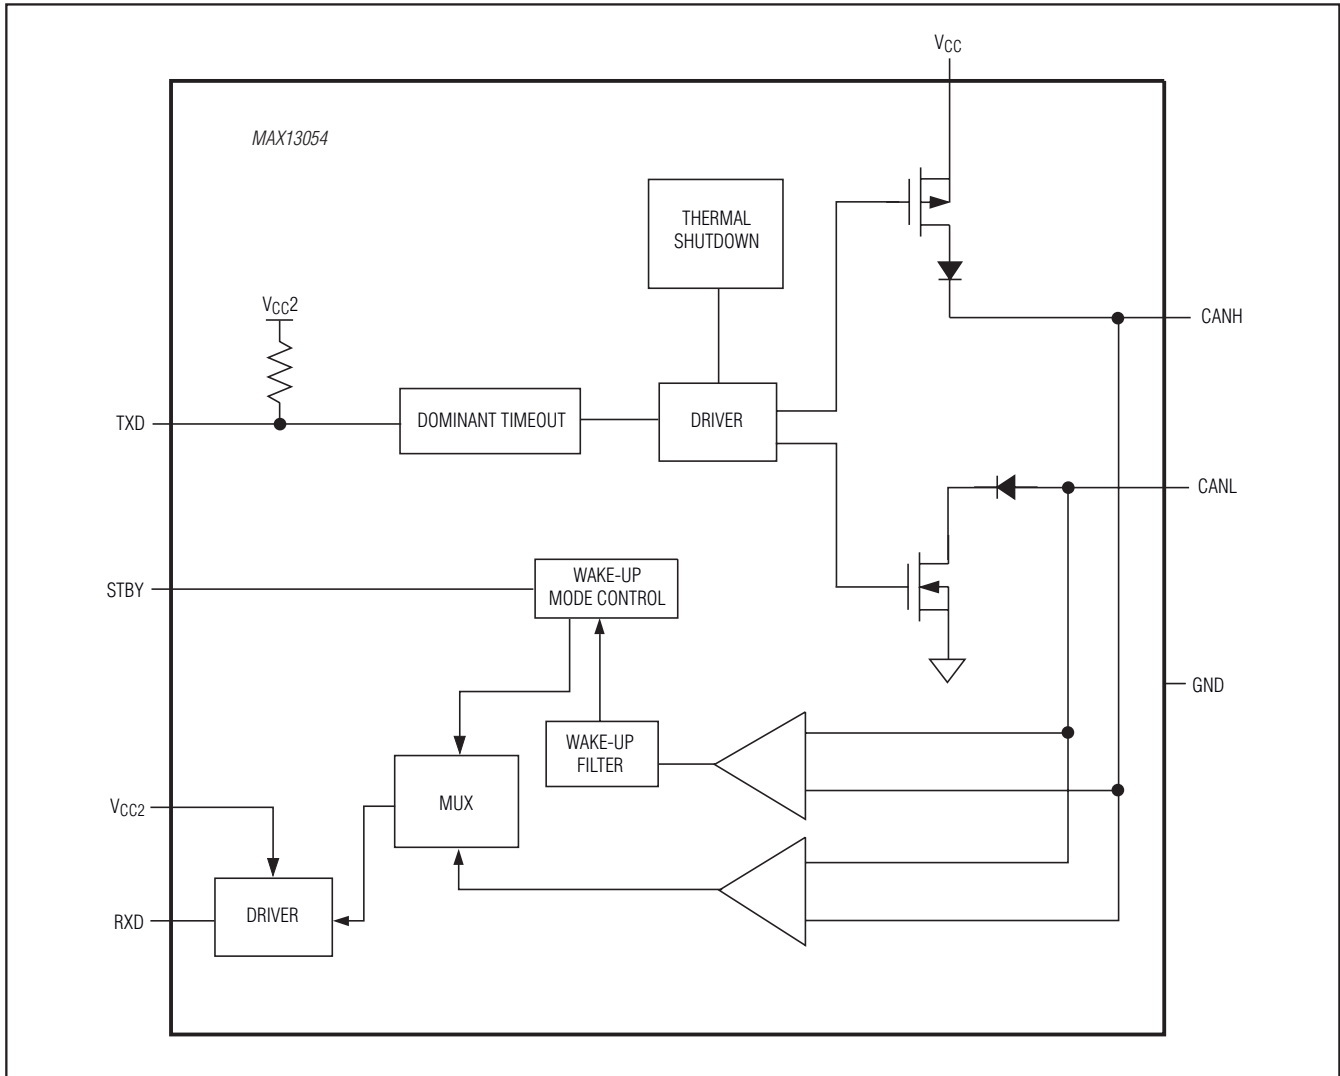 VCC
MAX13054
THERMAL
SHUTDOWN
VCC2
CANH
TXD
DOMINANT TIMEOUT
DRIVER
CANL
STBY
WAKE-UP
MODE CONTROL
GND
WAKE-UP
FILTER
VCC2
MUX
RXD
DRIVER